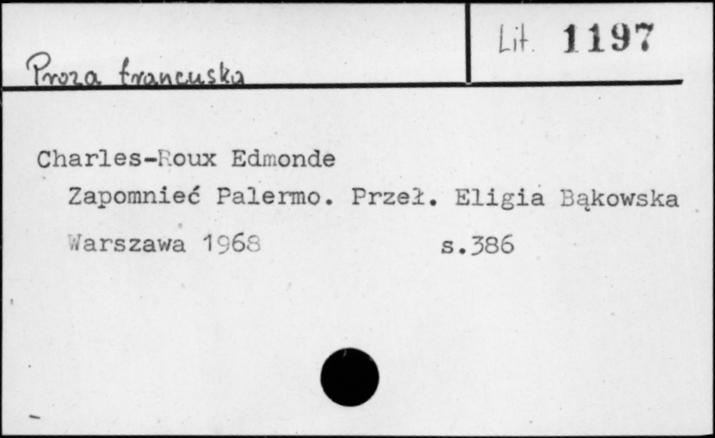 Lit. 1197
Proza francuska
Charles-Roux Edmonde
Zapomnieć Palermo. Przeł. Eligia Bąkowska
Warszawa 1968 s.386